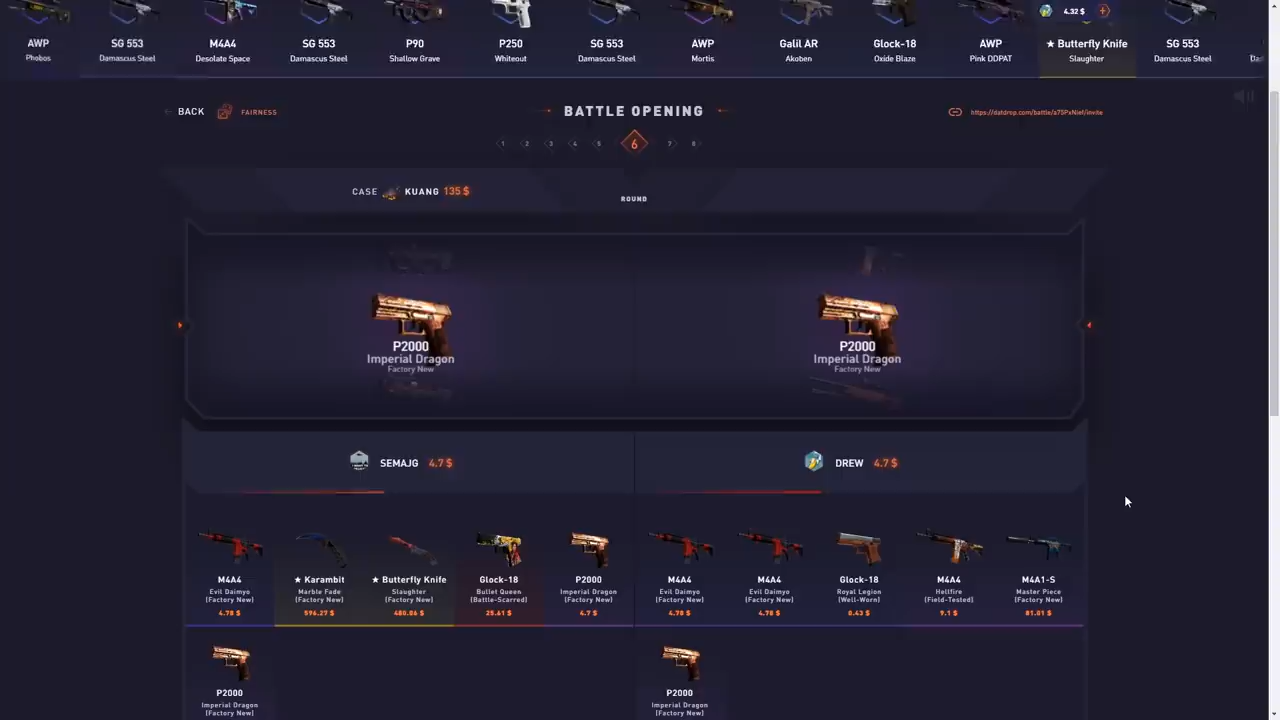 4.32 $
AWP SG 553 M4A4 SG 553 P90 P250 SG 553 AWP Galil AR Glock-18 AWP ★ Butterfly Knife SG 553
Phobos Damascus Steel Desolate Space Damascus Steel Shallow Grave Whiteout Damascus Steel Mortis Akoben Oxide Blaze Pink DDPAT Slaughter Damascus Steel
BACK FAIRNESS BATTLE OPENING https://datdrop.com/battle/a75PxNief/invite
1 2 3 4 5 6 7 8
CASE KUANG 135 $
ROUND
P2000 P2000
Imperial Dragon Imperial Dragon
Factory New Factory New
SEMAJG 4.7 $ DREW 4.7 $
M4A4 ★ Karambit ★ Butterfly Knife Glock-18 P2000 M4A4 M4A4 Glock-18 M4A4 M4A1-S
Evil Daimyo Marble Fade Slaughter Bullet Queen Imperial Dragon Evil Daimyo Evil Daimyo Royal Legion Hellfire Master Piece
(Factory New) (Factory New) (Factory New) (Battle-Scarred) (Factory New) (Factory New) (Factory New) (Well-Worn) (Field-Tested) (Factory New)
4.78 $ 596.27 $ 480.86 $ 25.61 $ 4.7 $ 4.78 $ 4.78 $ 0.43 $ 9.1 $ 81.01 $
P2000 P2000
Imperial Dragon Imperial Dragon
(Factory New) (Factory New)